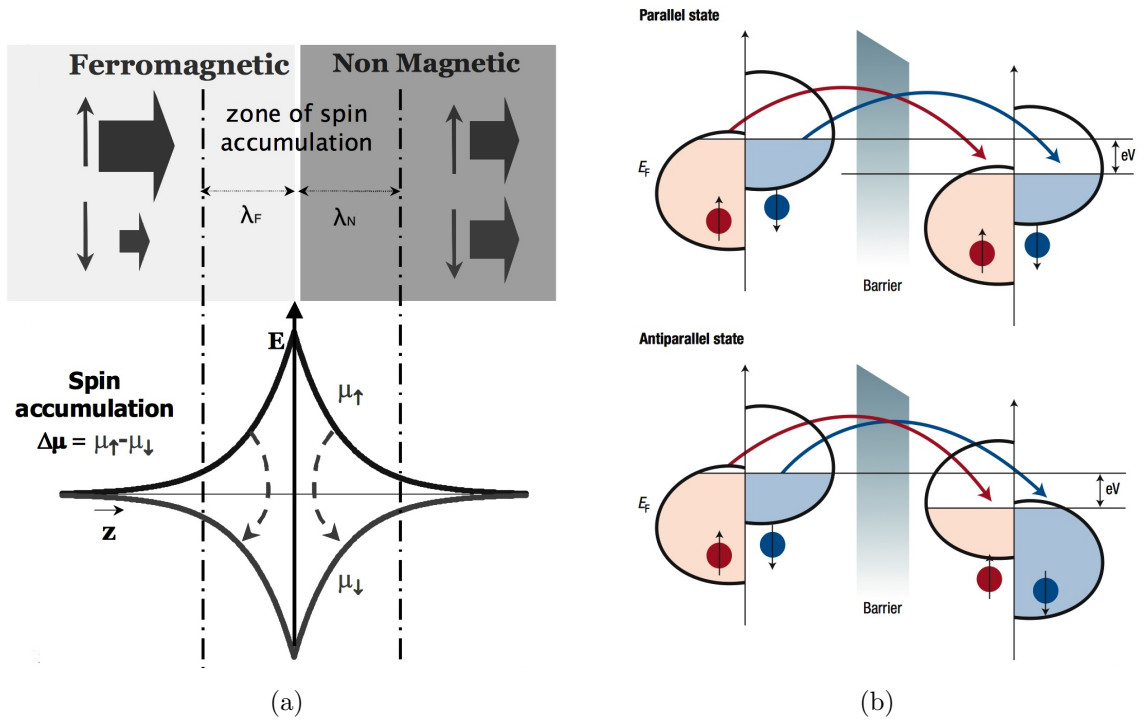 Ferromagnetic
Non Magnetic
zone of spin
accumulation
λF
λN
E
Spin
accumulation
Δμ = μ↑-μ↓
μ↑
z
μ↓
(a)
Parallel state
EF
eV
Barrier
Antiparallel state
EF
eV
Barrier
(b)